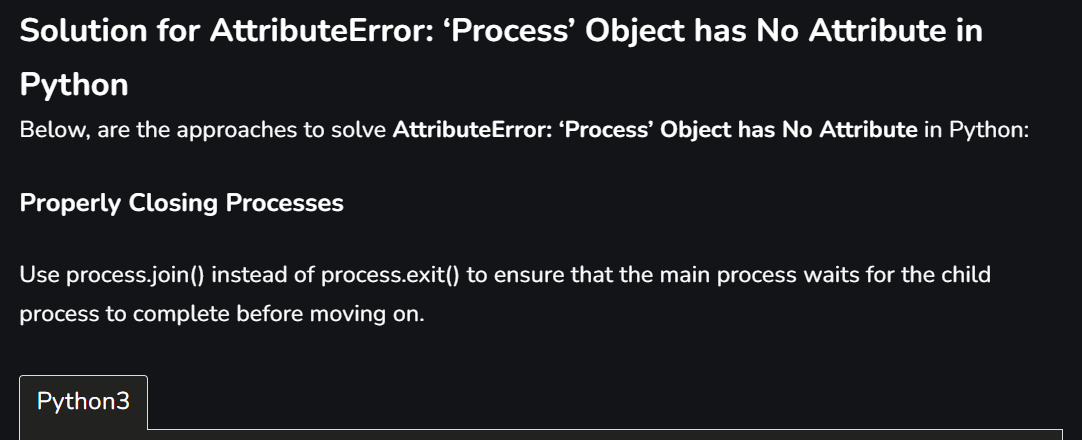 Solution for AttributeError: ‘Process’ Object has No Attribute in
Python
Below, are the approaches to solve AttributeError: ‘Process’ Object has No Attribute in Python:
Properly Closing Processes
Use process.join() instead of process.exit() to ensure that the main process waits for the child
process to complete before moving on.
Python3